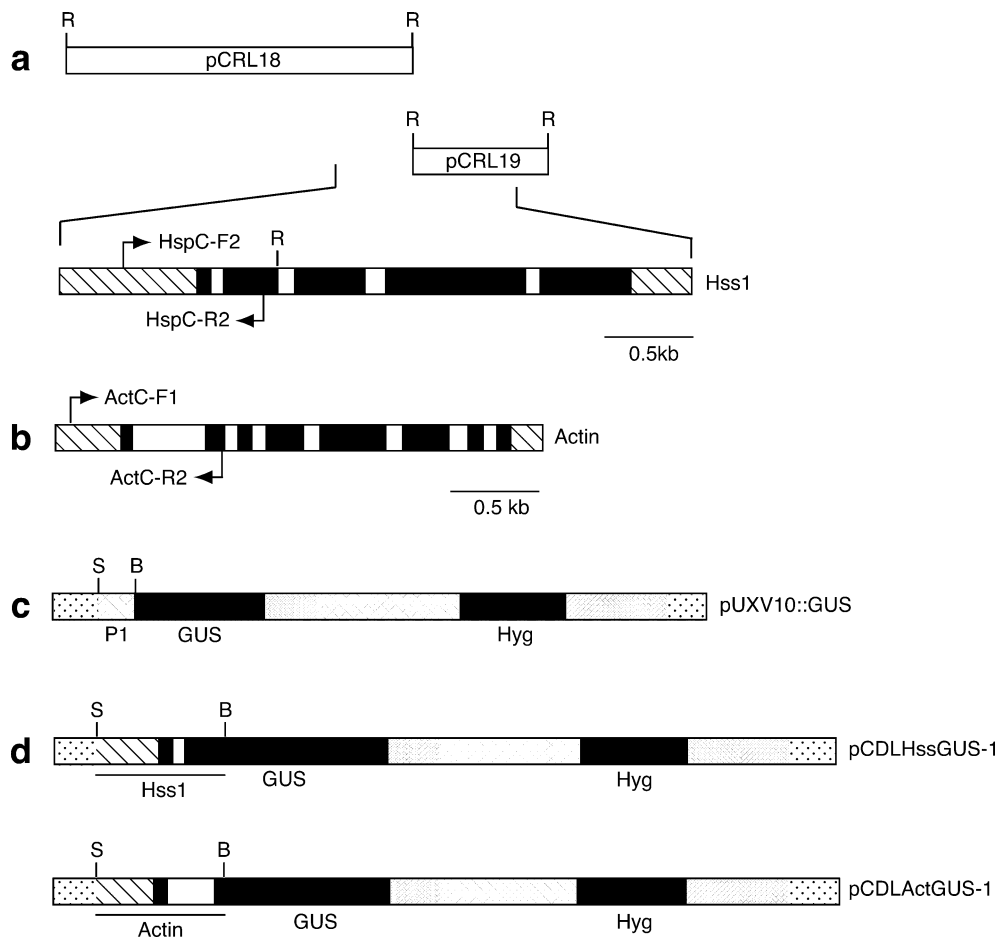 R R
a pCRL18
R R
pCRL19
HspC-F2 R
Hss1
HspC-R2
0.5kb
ActC-F1
b Actin
ActC-R2
0.5 kb
S B
c pUXV10::GUS
P1 GUS Hyg
S B
d pCDLHssGUS-1
Hss1 GUS Hyg
S B
pCDLActGUS-1
Actin GUS Hyg